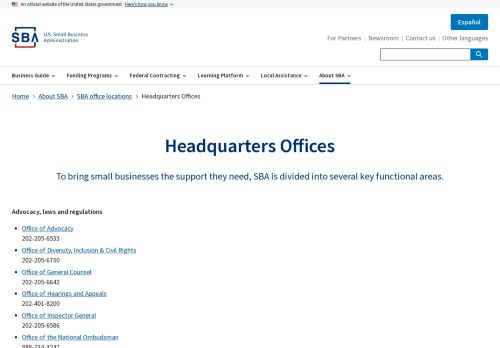 An official website of the United States government Here's how you know
Español
SBA U.S. Small Business
Administration
For Partners Newsroom Contact us Other languages
Business Guide Funding Programs Federal Contracting Learning Platform Local Assistance About SBA
Home About SBA SBA office locations Headquarters Offices
Headquarters Offices
To bring small businesses the support they need, SBA is divided into several key functional areas.
Advocacy, laws and regulations
Office of Advocacy
202-205-6533
Office of Diversity, Inclusion & Civil Rights
202-205-6750
Office of General Counsel
202-205-6642
Office of Hearings and Appeals
202-401-8200
Office of Inspector General
202-205-6586
Office of the National Ombudsman
888-734-3247